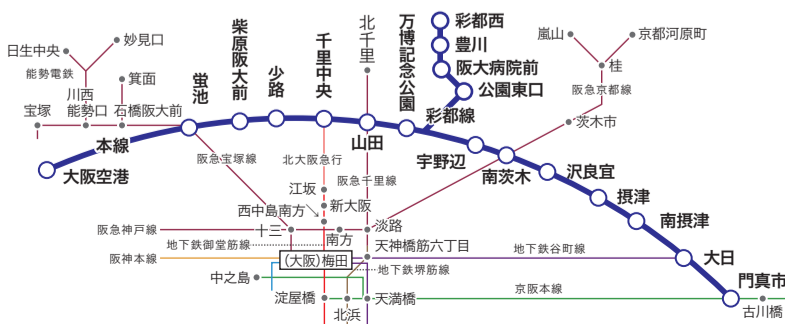 日生中央
妙見口
能勢電鉄
箕面
宝塚
川西
能勢口
石橋阪大前
蛍池
柴原阪大前
少路
千里中央
北千里
万博記念公園
彩都西
豊川
阪大病院前
公園東口
彩都線
嵐山
京都河原町
桂
阪急京都線
茨木市
本線
大阪空港
山田
宇野辺
南茨木
沢良宜
摂津
南摂津
大日
門真市
古川橋
阪急宝塚線
北大阪急行
阪急千里線
江坂
新大阪
西中島南方
阪急神戸線
十三
南方
淡路
地下鉄御堂筋線
天神橋筋六丁目
地下鉄谷町線
阪神本線
(大阪)梅田
地下鉄堺筋線
中之島
淀屋橋
北浜
天満橋
京阪本線